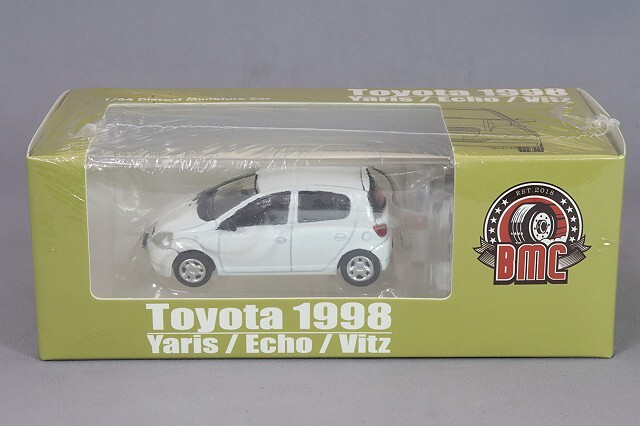 1/64 Diecast Miniature Car
Toyota 1998
Yaris / Echo / Vitz
EST.2018
BMC
Toyota 1998
Yaris / Echo / Vitz